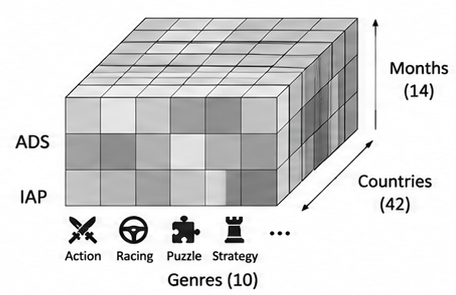 Months
(14)
ADS
IAP
Countries
(42)
Action Racing Puzzle Strategy ...
Genres (10)